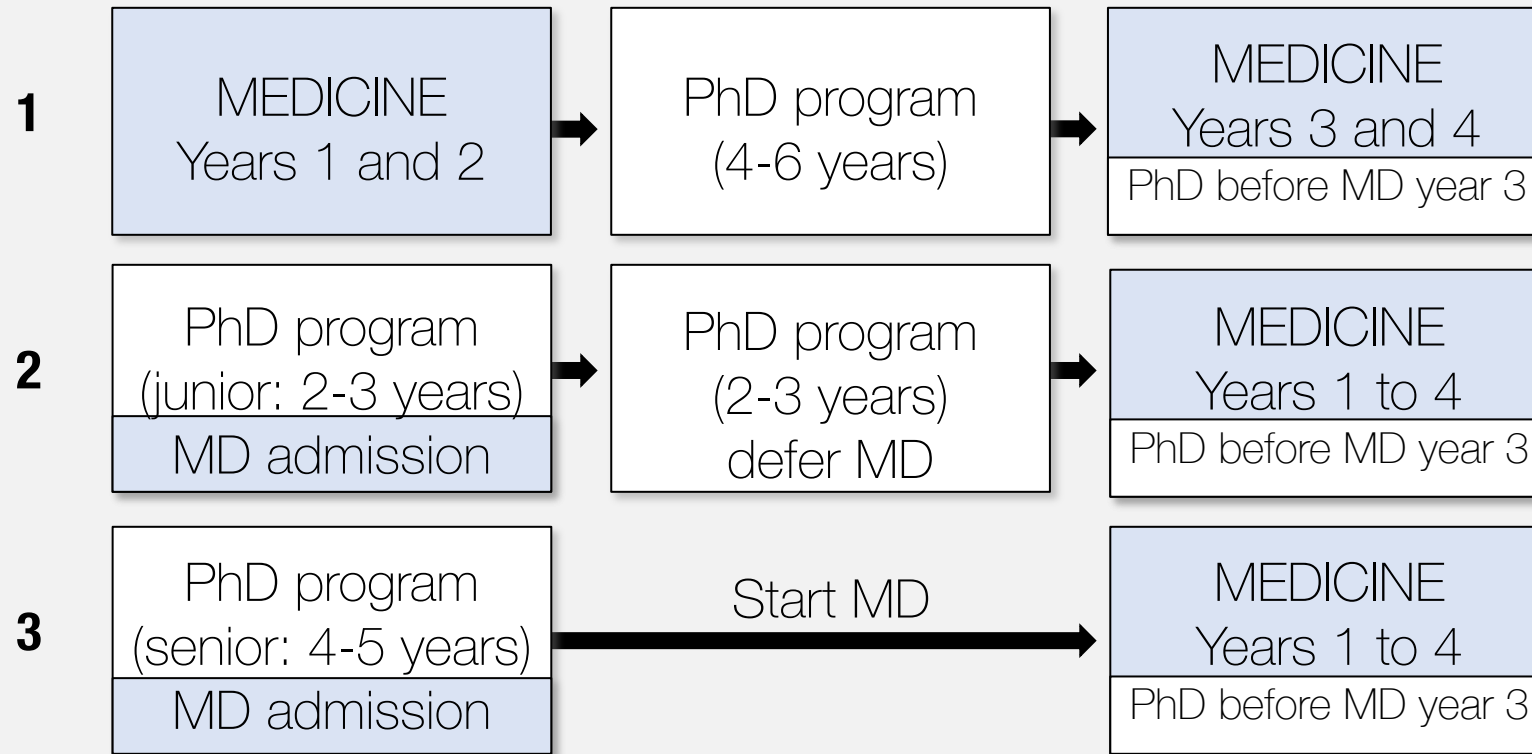 1
MEDICINE
Years 1 and 2
PhD program
(4-6 years)
MEDICINE
Years 3 and 4
PhD before MD year 3
2
PhD program
(junior: 2-3 years)
MD admission
PhD program
(2-3 years)
defer MD
MEDICINE
Years 1 to 4
PhD before MD year 3
3
PhD program
(senior: 4-5 years)
MD admission
Start MD
MEDICINE
Years 1 to 4
PhD before MD year 3